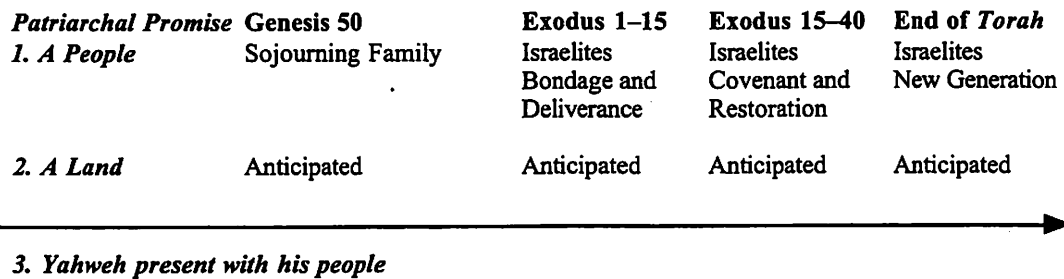 Patriarchal Promise Genesis 50 Exodus 1–15 Exodus 15–40 End of Torah
1. A People Sojourning Family Israelites Israelites Israelites
Bondage and Covenant and New Generation
Deliverance Restoration
2. A Land Anticipated Anticipated Anticipated Anticipated
3. Yahweh present with his people